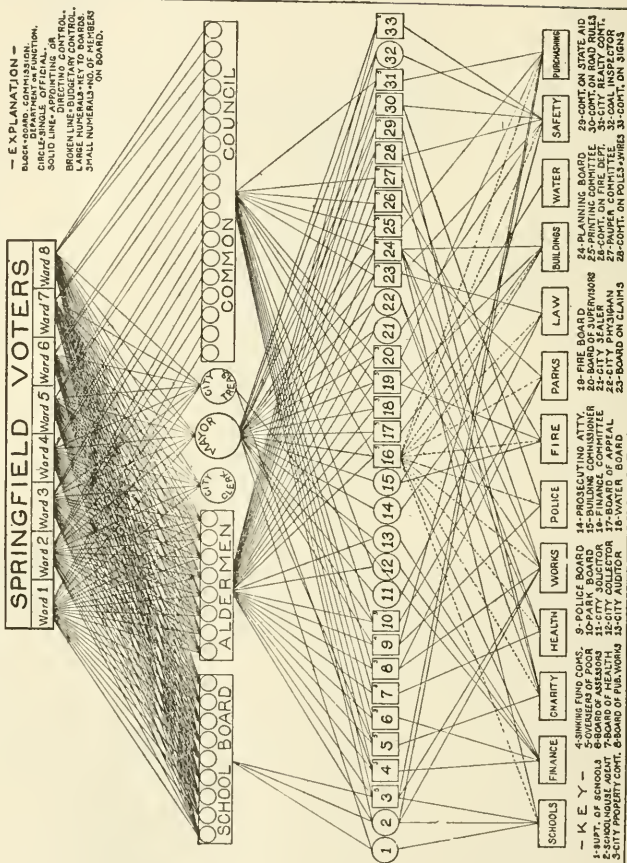 SPRINGFIELD VOTERS
Ward 1 Ward 2 Ward 3 Ward 4 Ward 5 Ward 6 Ward 7 Ward 8
- EXPLANATION -
BLOCK=BOARD, COMMISSION,
DEPARTMENT OR FUNCTION.
CIRCLE=SINGLE OFFICIAL.
SOLID LINE=APPOINTING OR
DIRECTING CONTROL.
BROKEN LINE=BUDGETARY CONTROL.
LARGE NUMERALS=KEY TO BOARDS.
SMALL NUMERALS=NO. OF MEMBERS
ON BOARD.
SCHOOL BOARD
ALDERMEN
CITY CLERK
MAYOR
CITY TREAS
COMMON COUNCIL
1 2 3 4 5 6 7 8 9 10 11 12 13 14 15 16 17 18 19 20 21 22 23 24 25 26 27 28 29 30 31 32 33
SCHOOLS FINANCE CHARITY HEALTH WORKS POLICE FIRE PARKS LAW BUILDINGS WATER SAFETY PURCHASING
- KEY -
1-SUPT. OF SCHOOLS
2-SCHOOLHOUSE AGENT
3-CITY PROPERTY COMT.
4-SINKING FUND COMS.
5-OVERSEERS OF POOR
6-BOARD OF ASSESSORS
7-BOARD OF HEALTH
8-BOARD OF PUB. WORKS
9-POLICE BOARD
10-PARK BOARD
11-CITY SOLICITOR
12-CITY COLLECTOR
13-CITY AUDITOR
14-PROSECUTING ATTY.
15-BUILDING COMMISSIONER
16-FINANCE COMMITTEE
17-BOARD OF APPEAL
18-WATER BOARD
19-FIRE BOARD
20-BOARD OF SUPERVISORS
21-CITY SEALER
22-CITY PHYSICIAN
23-BOARD ON CLAIMS
24-PLANNING BOARD
25-PRINTING COMMITTEE
26-COMT. ON FIRE DEPT.
27-PAUPER COMMITTEE
28-COMT. ON POLES & WIRES
29-COMT. ON STATE AID
30-COMT. ON ROAD RULES
31-CITY REALTY COMT.
32-COAL INSPECTOR
33-COMT. ON SIGNS